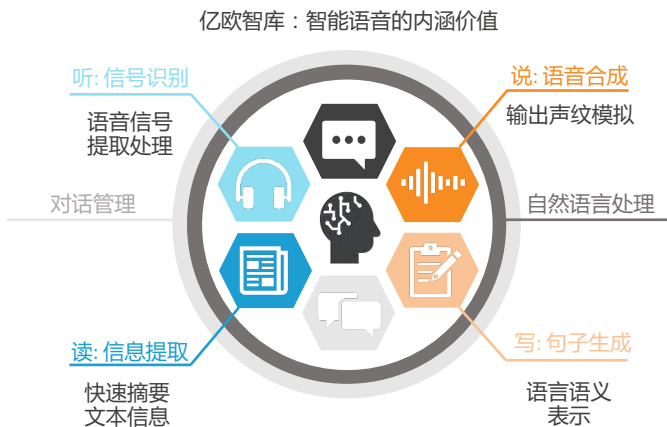 亿欧智库：智能语音的内涵价值
听: 信号识别
语音信号
提取处理
说: 语音合成
输出声纹模拟
对话管理
自然语言处理
读: 信息提取
快速摘要
文本信息
写: 句子生成
语言语义
表示